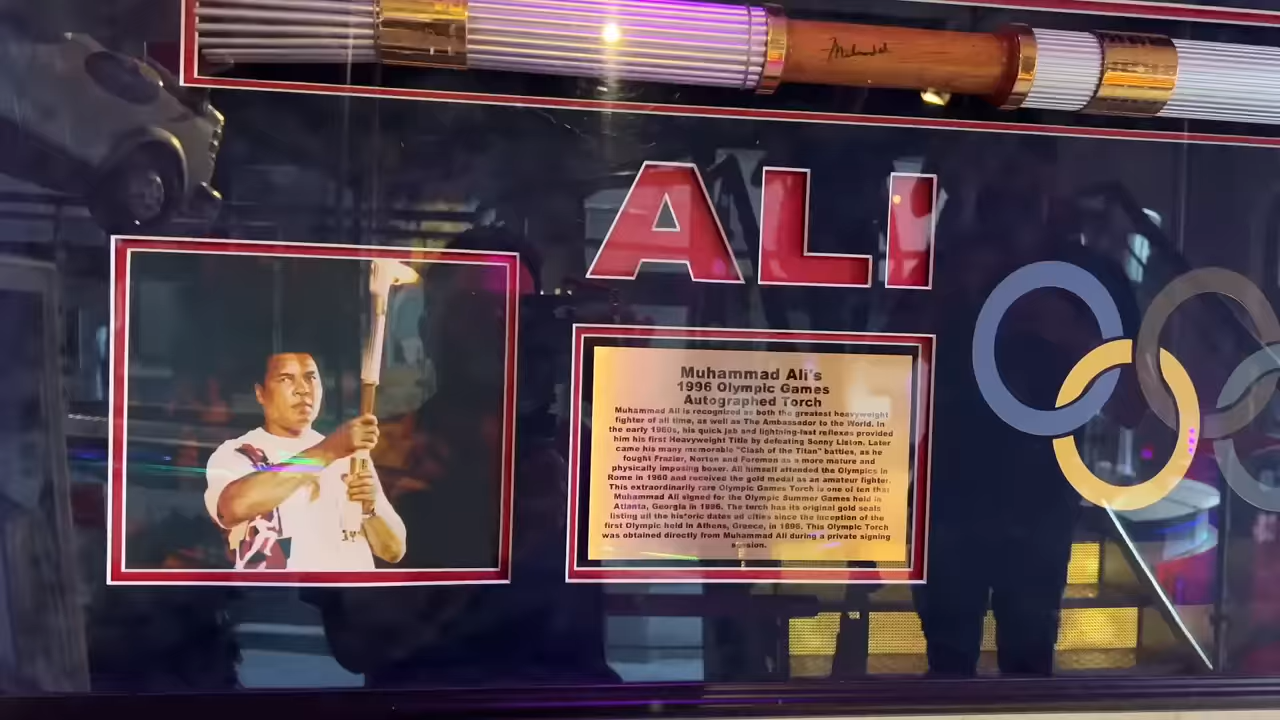 Muhammad
ALI
Muhammad Ali's
1996 Olympic Games
Autographed Torch
Muhammad Ali is recognized as both the greatest heavyweight
fighter of all time, as well as The Ambassador to the World. In
the early 1960s, his quick jab and lightning-fast reflexes provided
him his first Heavyweight Title by defeating Sonny Liston. Later
came his many memorable "Clash of the Titan" battles, as he
fought Frazier, Norton and Foreman as a more mature and
physically imposing boxer. Ali himself attended the Olympics in
Rome in 1960 and received the gold medal as an amateur fighter.
This extraordinarily rare Olympic Games Torch is one of ten that
Muhammad Ali signed for the Olympic Summer Games held in
Atlanta, Georgia in 1996. The torch has its original gold seals
listing all the historic dates ad cities since the inception of the
first Olympic held in Athens, Greece, in 1896. This Olympic Torch
was obtained directly from Muhammad Ali during a private signing
session.